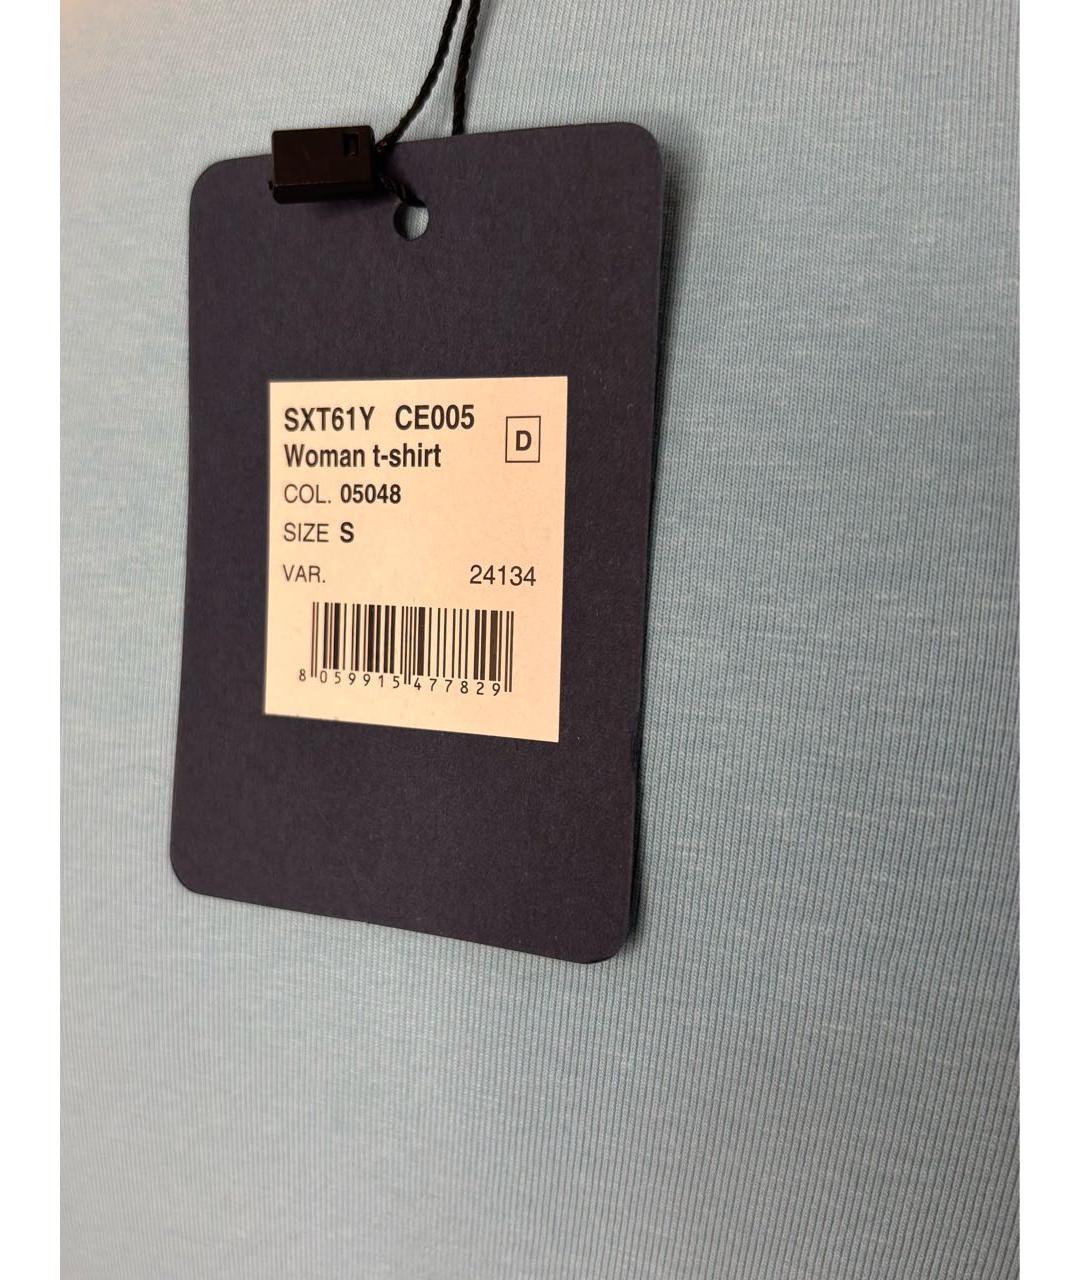 SXT61Y CE005
D
Woman t-shirt
COL. 05048
SIZE S
VAR. 24134
8 059915 477829